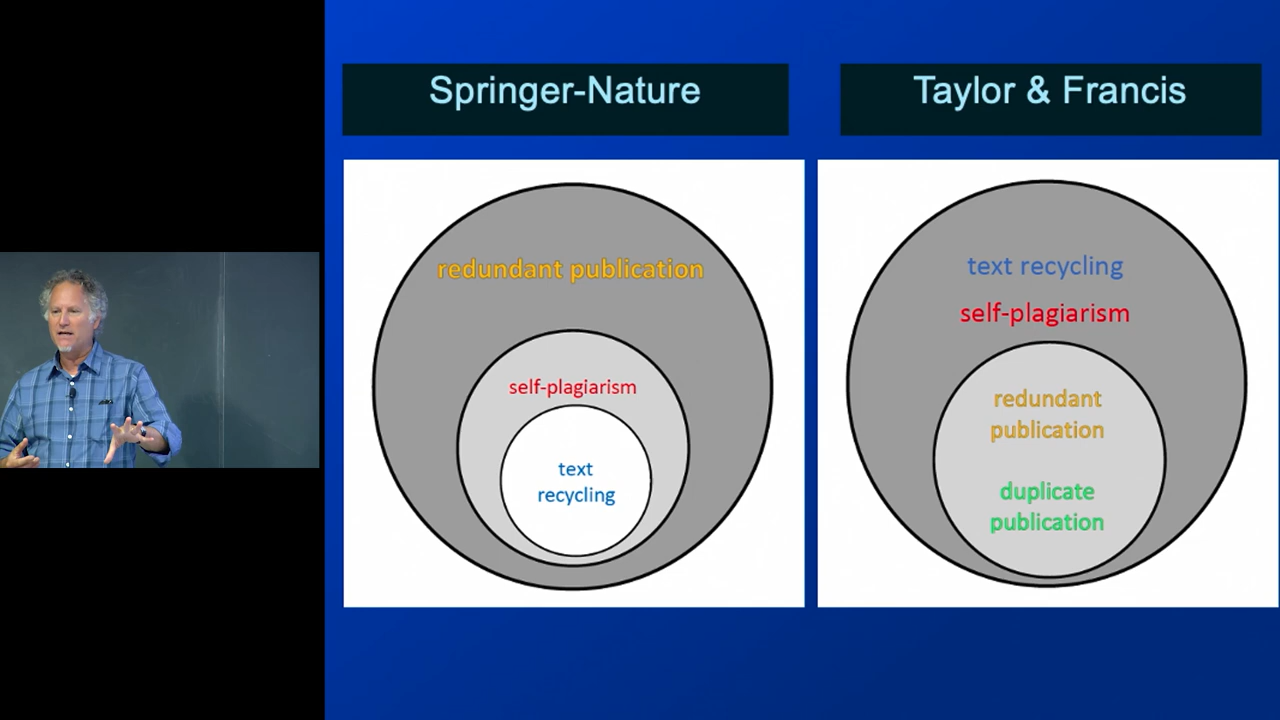 Springer-Nature
redundant publication
self-plagiarism
text
recycling
Taylor & Francis
text recycling
self-plagiarism
redundant
publication
duplicate
publication